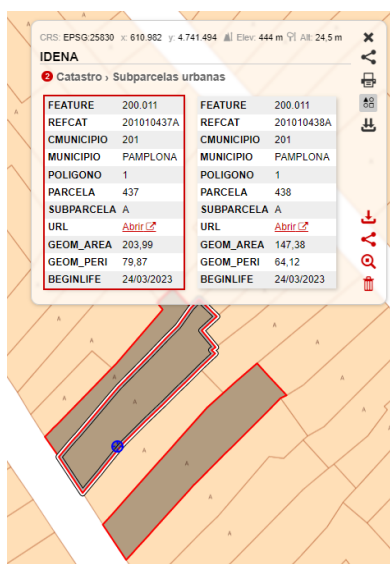 CRS: EPSG:25830 x: 610.982 y: 4.741.494 Elev: 444 m Alt: 24,5 m
IDENA
2 Catastro › Subparcelas urbanas
FEATURE 200.011
REFCAT 201010437A
CMUNICIPIO 201
MUNICIPIO PAMPLONA
POLIGONO 1
PARCELA 437
SUBPARCELA A
URL Abrir
GEOM_AREA 203,99
GEOM_PERI 79,87
BEGINLIFE 24/03/2023
FEATURE 200.011
REFCAT 201010438A
CMUNICIPIO 201
MUNICIPIO PAMPLONA
POLIGONO 1
PARCELA 438
SUBPARCELA A
URL Abrir
GEOM_AREA 147,38
GEOM_PERI 64,12
BEGINLIFE 24/03/2023